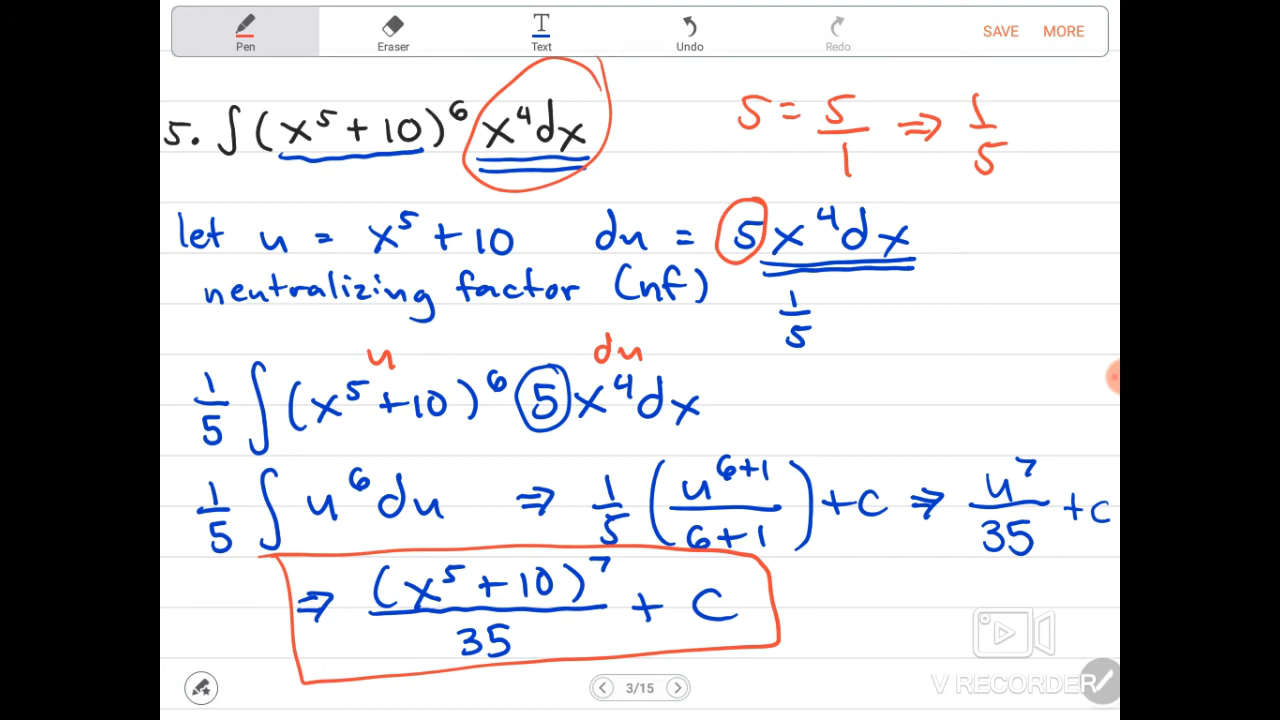 Pen Eraser Text Undo Redo SAVE MORE
5. ∫(x⁵+10)⁶ x⁴dx 5 = 5/1 ⇒ 1/5
let u = x⁵+10 du = 5x⁴dx
neutralizing factor (nf) 1/5
u du
1/5 ∫(x⁵+10)⁶ 5x⁴dx
1/5 ∫u⁶du ⇒ 1/5 (u⁶⁺¹/6+1) + c ⇒ u⁷/35 + c
⇒ (x⁵+10)⁷/35 + c
3/15
V RECORDER